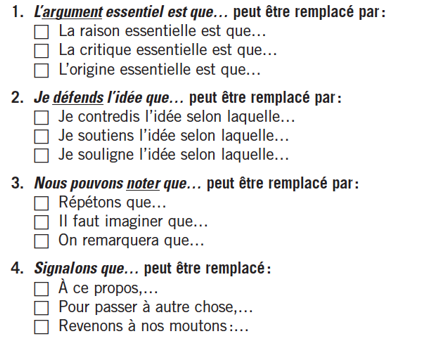 1. L'argument essentiel est que… peut être remplacé par :
☐ La raison essentielle est que…
☐ La critique essentielle est que…
☐ L'origine essentielle est que…
2. Je défends l'idée que… peut être remplacé par :
☐ Je contredis l'idée selon laquelle…
☐ Je soutiens l'idée selon laquelle…
☐ Je souligne l'idée selon laquelle…
3. Nous pouvons noter que… peut être remplacé par :
☐ Répétons que…
☐ Il faut imaginer que…
☐ On remarquera que…
4. Signalons que… peut être remplacé :
☐ À ce propos,…
☐ Pour passer à autre chose,…
☐ Revenons à nos moutons :…